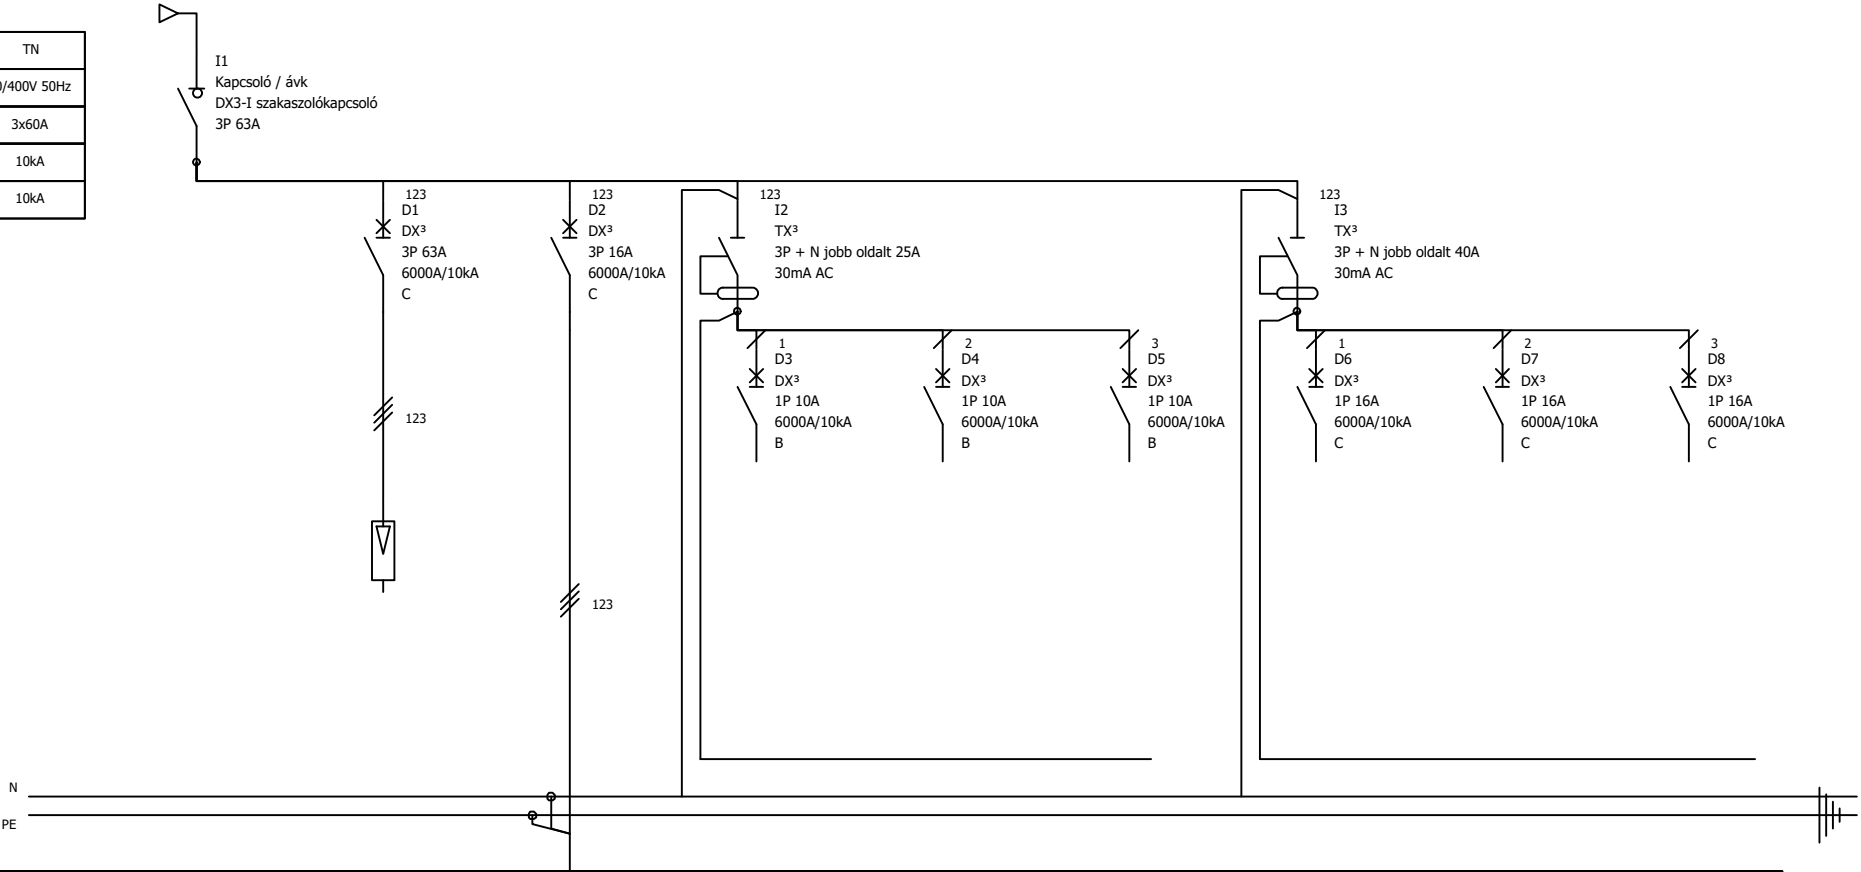 TN
0/400V 50Hz
3x60A
10kA
10kA
I1
Kapcsoló / ávk
DX3-I szakaszolókapcsoló
3P 63A
123
D1
DX³
3P 63A
6000A/10kA
C
123
123
D2
DX³
3P 16A
6000A/10kA
C
123
123
I2
TX³
3P + N jobb oldalt 25A
30mA AC
1
D3
DX³
1P 10A
6000A/10kA
B
2
D4
DX³
1P 10A
6000A/10kA
B
3
D5
DX³
1P 10A
6000A/10kA
B
123
I3
TX³
3P + N jobb oldalt 40A
30mA AC
1
D6
DX³
1P 16A
6000A/10kA
C
2
D7
DX³
1P 16A
6000A/10kA
C
3
D8
DX³
1P 16A
6000A/10kA
C
N
PE